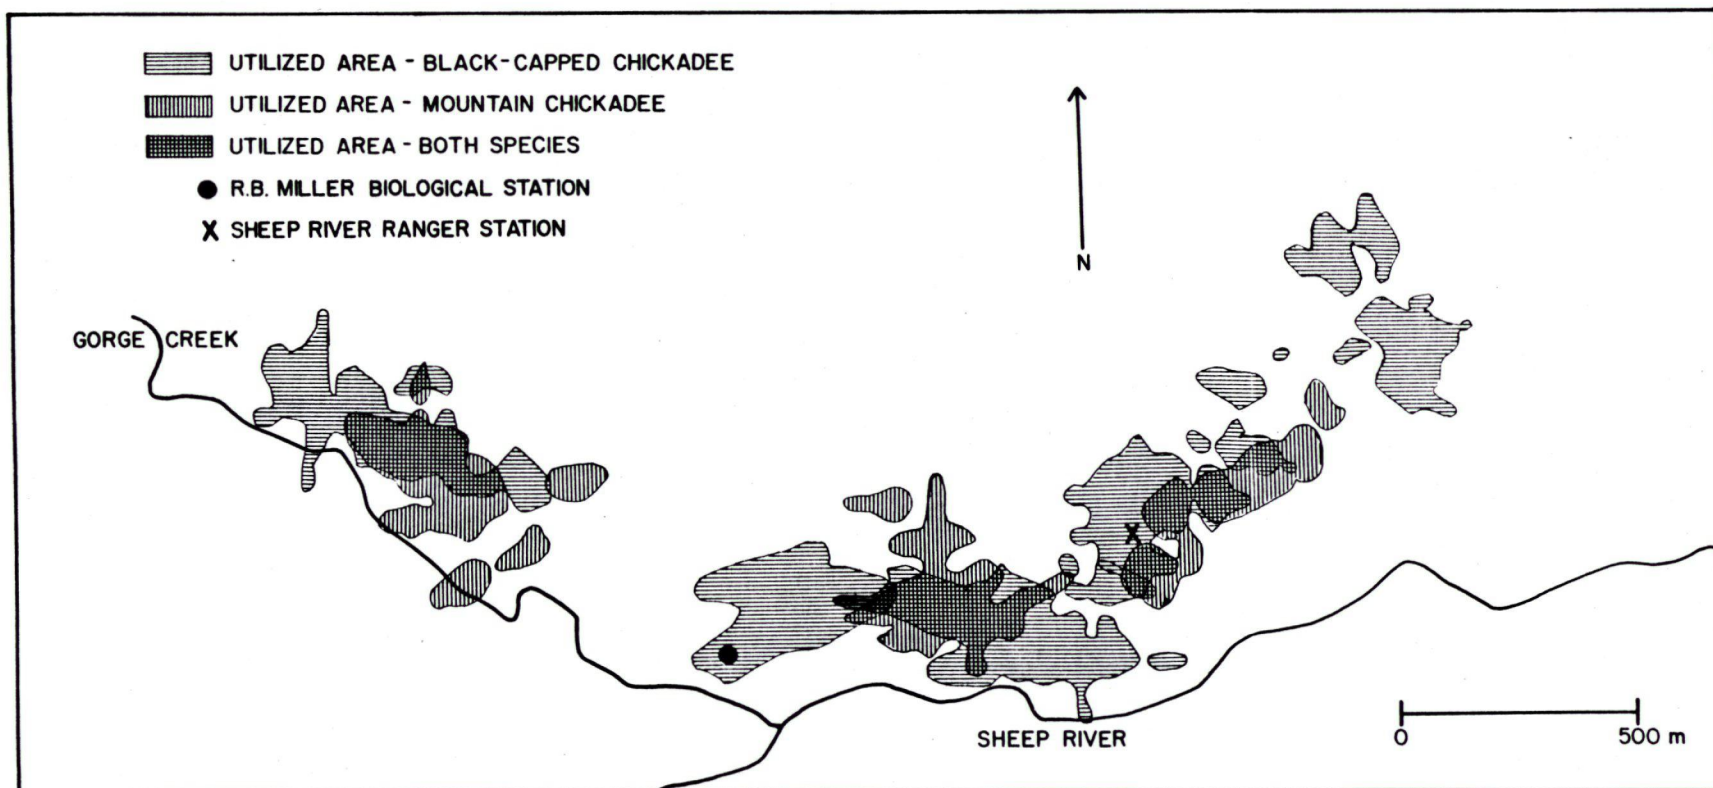 UTILIZED AREA - BLACK-CAPPED CHICKADEE
UTILIZED AREA - MOUNTAIN CHICKADEE
UTILIZED AREA - BOTH SPECIES
R.B. MILLER BIOLOGICAL STATION
X SHEEP RIVER RANGER STATION
N
GORGE CREEK
X
SHEEP RIVER
0 500 m